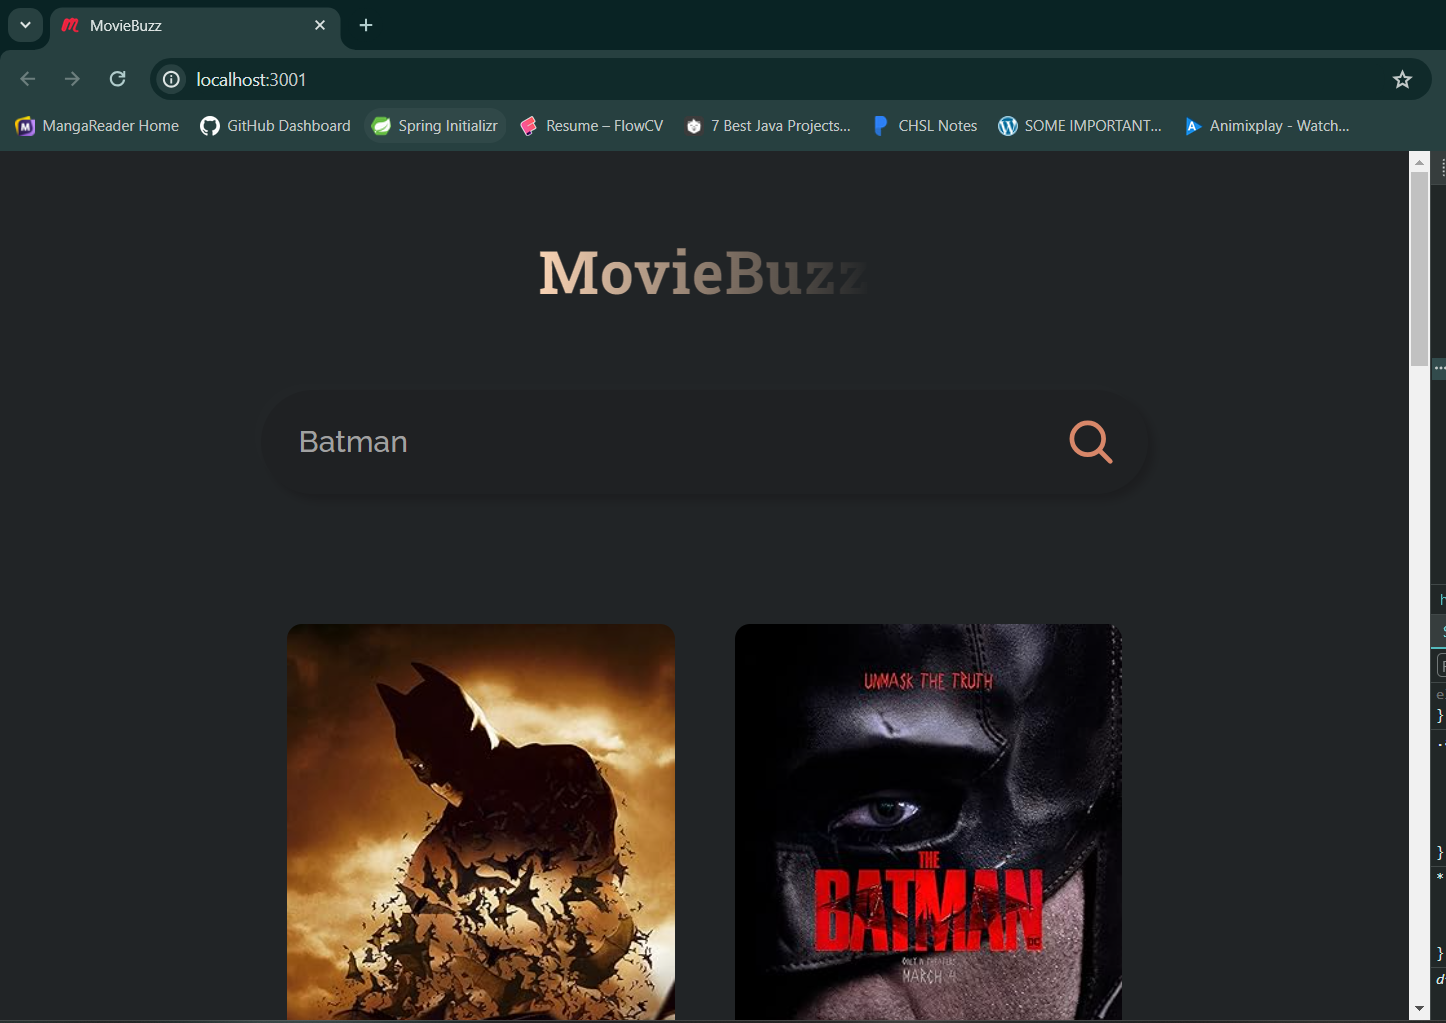 MovieBuzz
localhost:3001
MangaReader Home
GitHub Dashboard
Spring Initializr
Resume – FlowCV
7 Best Java Projects...
CHSL Notes
SOME IMPORTANT...
Animixplay - Watch...
MovieBuzz
Batman
UNMASK THE TRUTH
THE
BATMAN
DC
ONLY IN THEATERS
MARCH 4
}
}
*
}